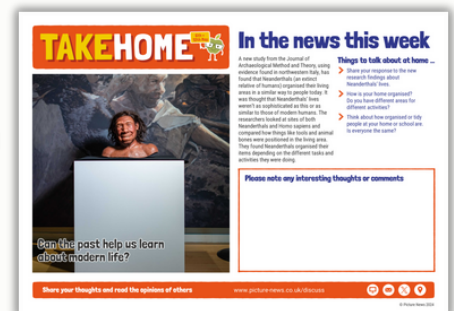 TAKEHOME
In the news this week
A new study from the Journal of
Archaeological Method and Theory, using
evidence found in northwestern Italy, has
found that Neanderthals (an extinct
relative of humans) organised their living
areas in a similar way to people today. It
was thought that Neanderthals' lives
weren't as sophisticated as this or as
similar to those of modern humans. The
researchers looked at sites of both
Neanderthals and Homo sapiens and
compared how things like tools and animal
bones were positioned in the living area.
They found Neanderthals organised their
items depending on the different tasks and
activities they were doing.
Things to talk about at home ...
Share your response to the new
research findings about
Neanderthals' lives.
How is your home organised?
Do you have different areas for
different activities?
Think about how organised or tidy
people at your home or school are.
Is everyone the same?
Please note any interesting thoughts or comments
Can the past help us learn
about modern life?
Share your thoughts and read the opinions of others
www.picture-news.co.uk/discuss
© Picture News 2024